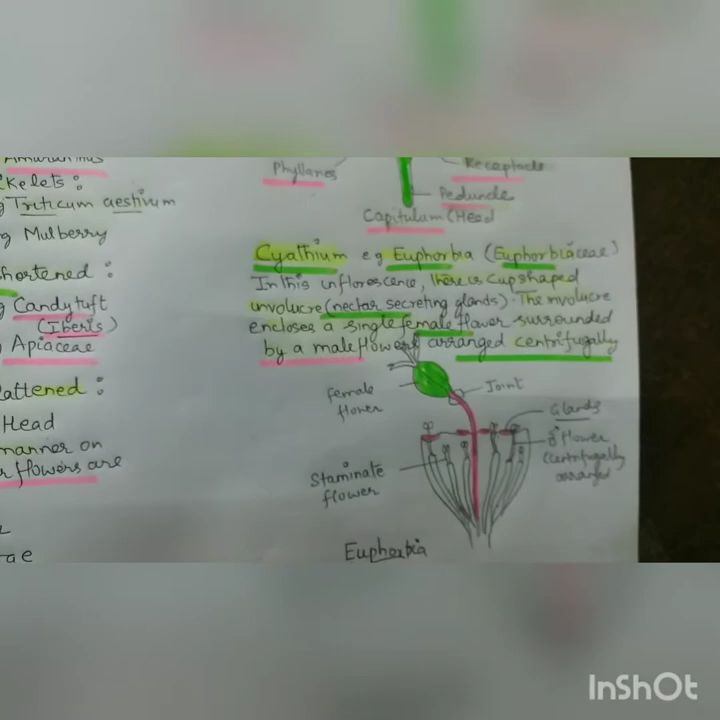 Amaranthus
kelets :
g Triticum aestivum
g Mulberry
hortened :
g Candytuft
(Iberis)
g Apiaceae
lattened :
Head
manner on
r flowers are
ae
Phyllaries
Receptacle
Peduncle
Capitulum (Head
Cyathium eg Euphorbia (Euphorbiaceae)
In this inflorescence, there is cupshaped
involucre (nectar secreting glands). The involucre
encloses a single female flower surrounded
by a male flowers arranged centrifugally
female
flower
Joint
Glands
♂ flower
(centrifugally
arranged
Staminate
flower
Euphorbia
InShOt